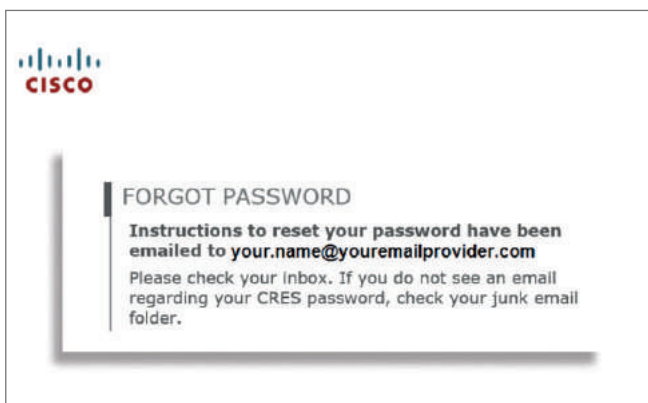 CISCO
FORGOT PASSWORD
Instructions to reset your password have been
emailed to your.name@youremailprovider.com
Please check your inbox. If you do not see an email
regarding your CRES password, check your junk email
folder.